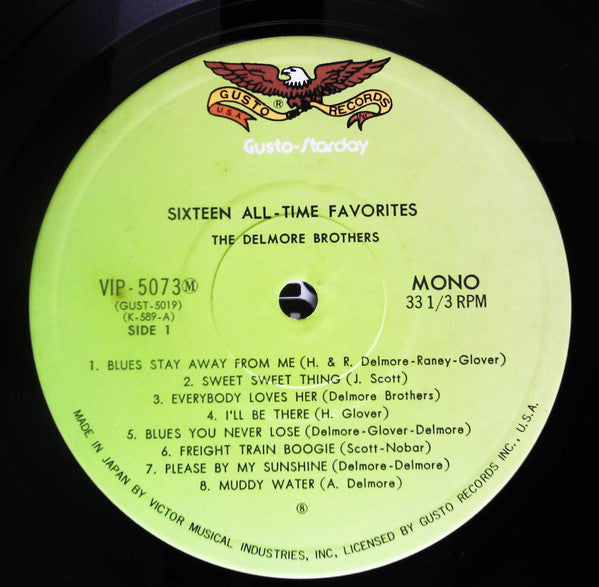 GUSTO ® RECORDS
U.S.A. INC.
Gusto-Starday
SIXTEEN ALL-TIME FAVORITES
THE DELMORE BROTHERS
VIP-5073Ⓜ
(GUST-5019)
(K-589-A)
SIDE 1
MONO
33 1/3 RPM
1. BLUES STAY AWAY FROM ME (H. & R. Delmore-Raney-Glover)
2. SWEET SWEET THING (J. Scott)
3. EVERYBODY LOVES HER (Delmore Brothers)
4. I'LL BE THERE (H. Glover)
5. BLUES YOU NEVER LOSE (Delmore-Glover-Delmore)
6. FREIGHT TRAIN BOOGIE (Scott-Nobar)
7. PLEASE BY MY SUNSHINE (Delmore-Delmore)
8. MUDDY WATER (A. Delmore)
⑧
MADE IN JAPAN BY VICTOR MUSICAL INDUSTRIES, INC, LICENSED BY GUSTO RECORDS INC., U.S.A.